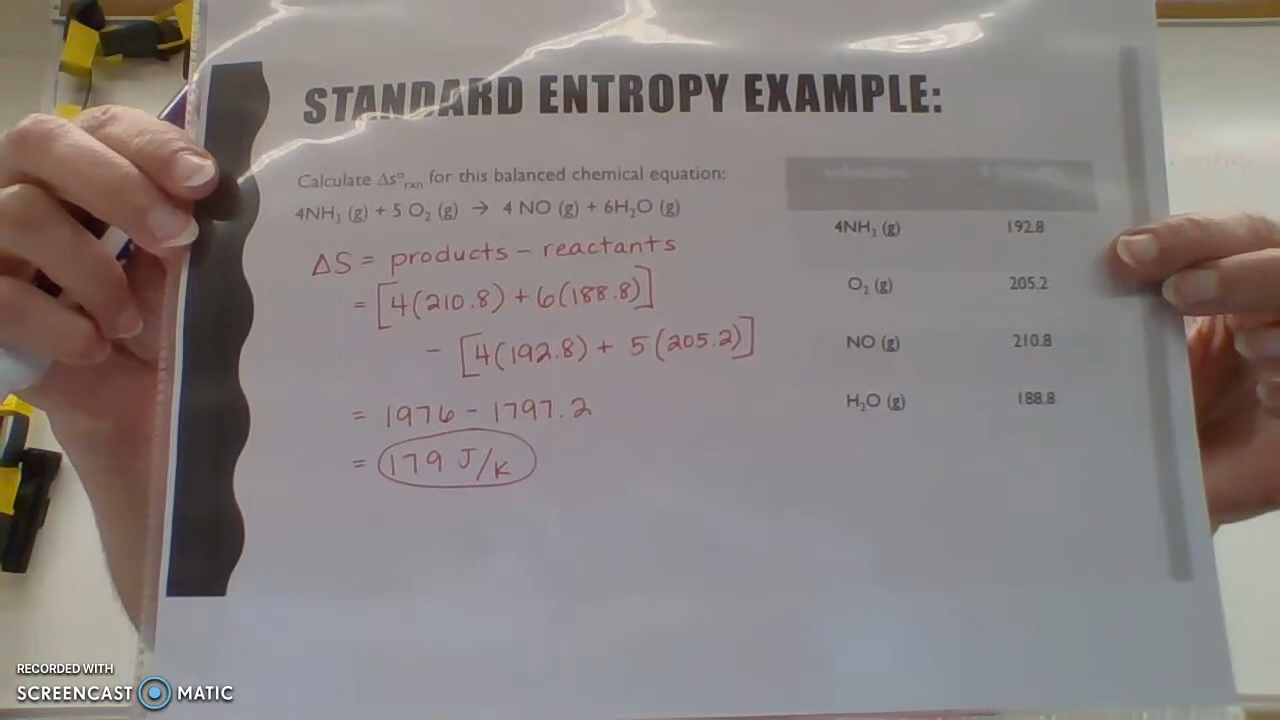 STANDARD ENTROPY EXAMPLE:
Calculate Δs°rxn for this balanced chemical equation:
4NH₃ (g) + 5 O₂ (g) → 4 NO (g) + 6H₂O (g)
ΔS = products - reactants
= [4(210.8) + 6(188.8)]
- [4(192.8) + 5(205.2)]
= 1976 - 1797.2
= 179 J/K
4NH₃ (g) 192.8
O₂ (g) 205.2
NO (g) 210.8
H₂O (g) 188.8
RECORDED WITH
SCREENCAST MATIC